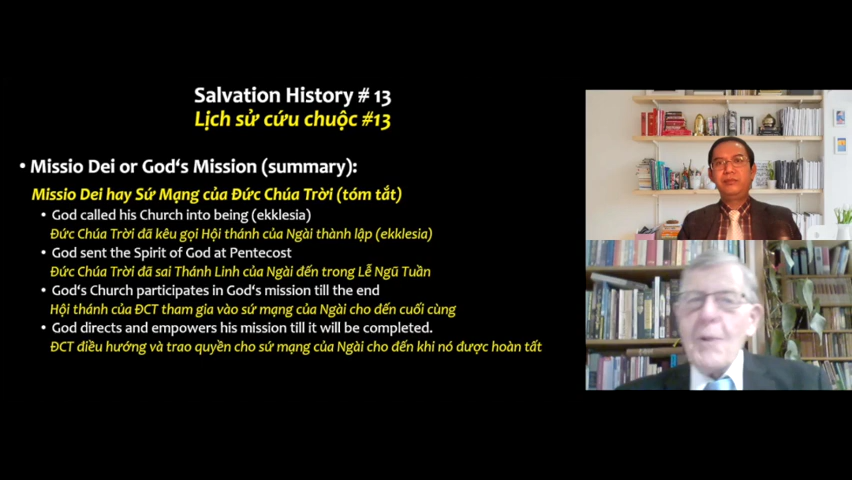 Salvation History # 13
Lịch sử cứu chuộc #13
• Missio Dei or God‘s Mission (summary):
Missio Dei hay Sứ Mạng của Đức Chúa Trời (tóm tắt)
• God called his Church into being (ekklesia)
Đức Chúa Trời đã kêu gọi Hội thánh của Ngài thành lập (ekklesia)
• God sent the Spirit of God at Pentecost
Đức Chúa Trời đã sai Thánh Linh của Ngài đến trong Lễ Ngũ Tuần
• God‘s Church participates in God‘s mission till the end
Hội thánh của ĐCT tham gia vào sứ mạng của Ngài cho đến cuối cùng
• God directs and empowers his mission till it will be completed.
ĐCT điều hướng và trao quyền cho sứ mạng của Ngài cho đến khi nó được hoàn tất